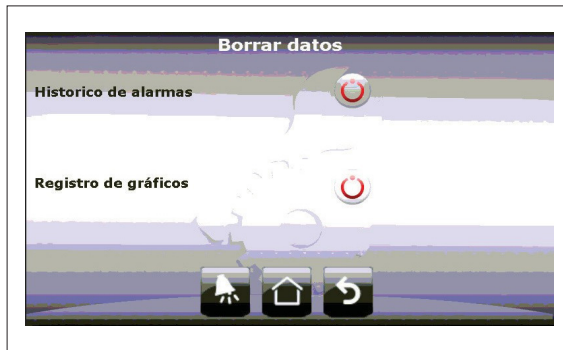 Borrar datos
Historico de alarmas
Registro de gráficos